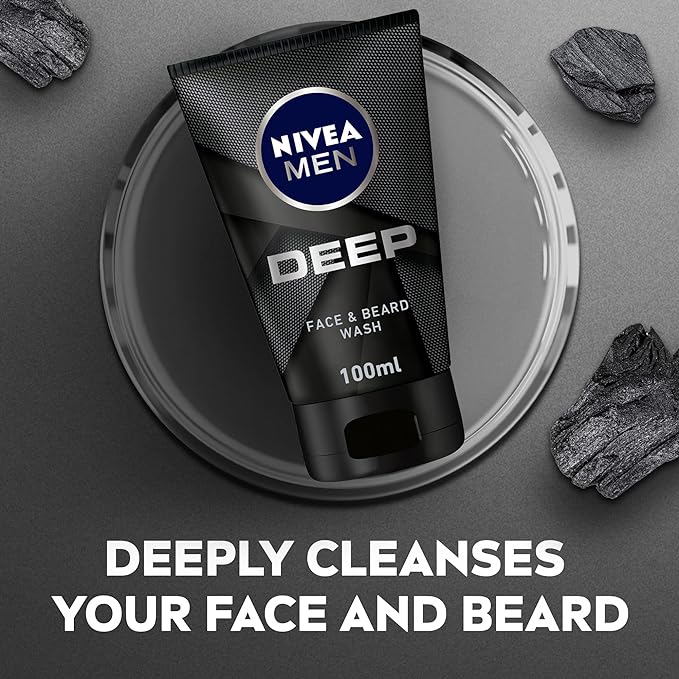 NIVEA
MEN
DEEP
FACE & BEARD
WASH
100ml
DEEPLY CLEANSES
YOUR FACE AND BEARD